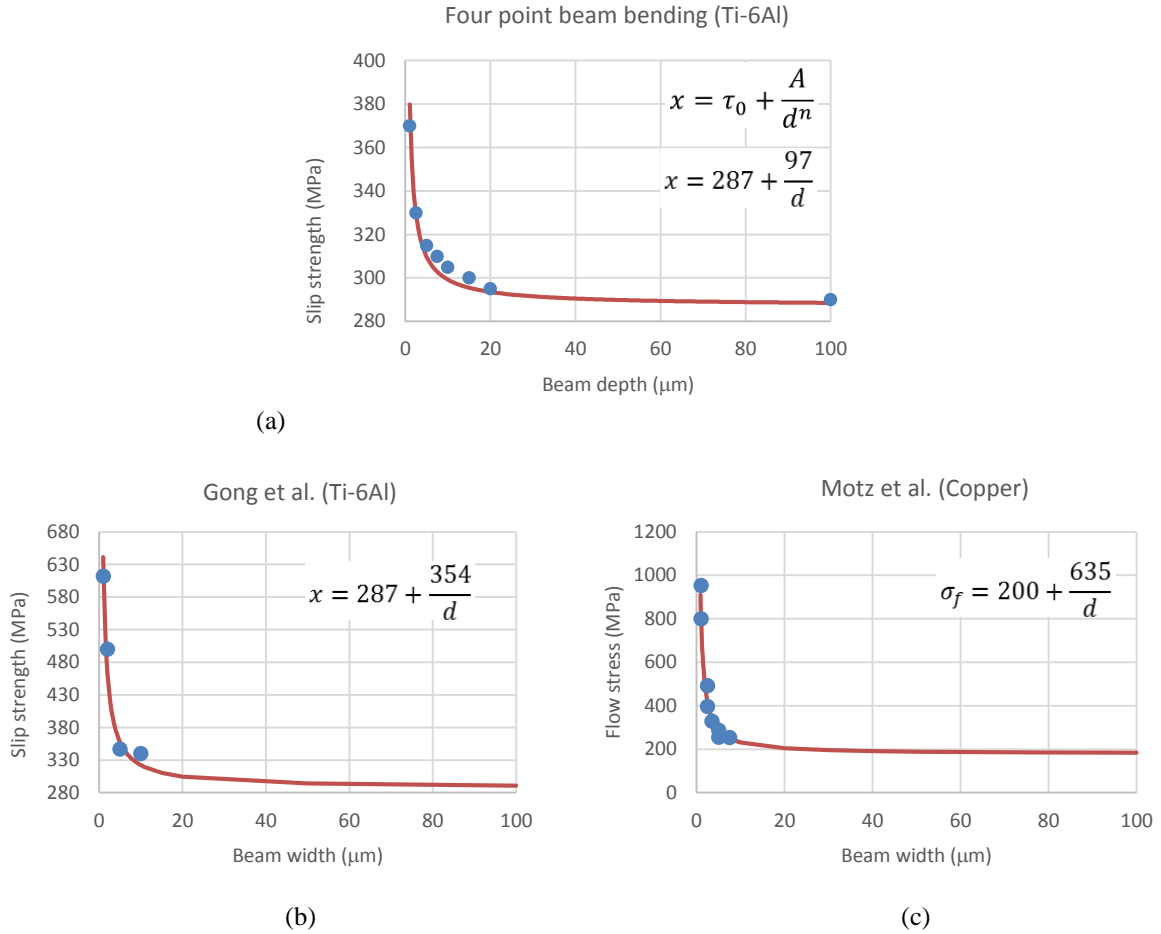 Four point beam bending (Ti-6Al)
400
380
360
340
320
300
280
0 20 40 60 80 100
Slip strength (MPa)
Beam depth (μm)
x = τ₀ + A/dⁿ
x = 287 + 97/d
(a)
Gong et al. (Ti-6Al)
680
630
580
530
480
430
380
330
280
0 20 40 60 80 100
Slip strength (MPa)
Beam width (μm)
x = 287 + 354/d
(b)
Motz et al. (Copper)
1200
1000
800
600
400
200
0
0 20 40 60 80 100
Flow stress (MPa)
Beam width (μm)
σ_f = 200 + 635/d
(c)